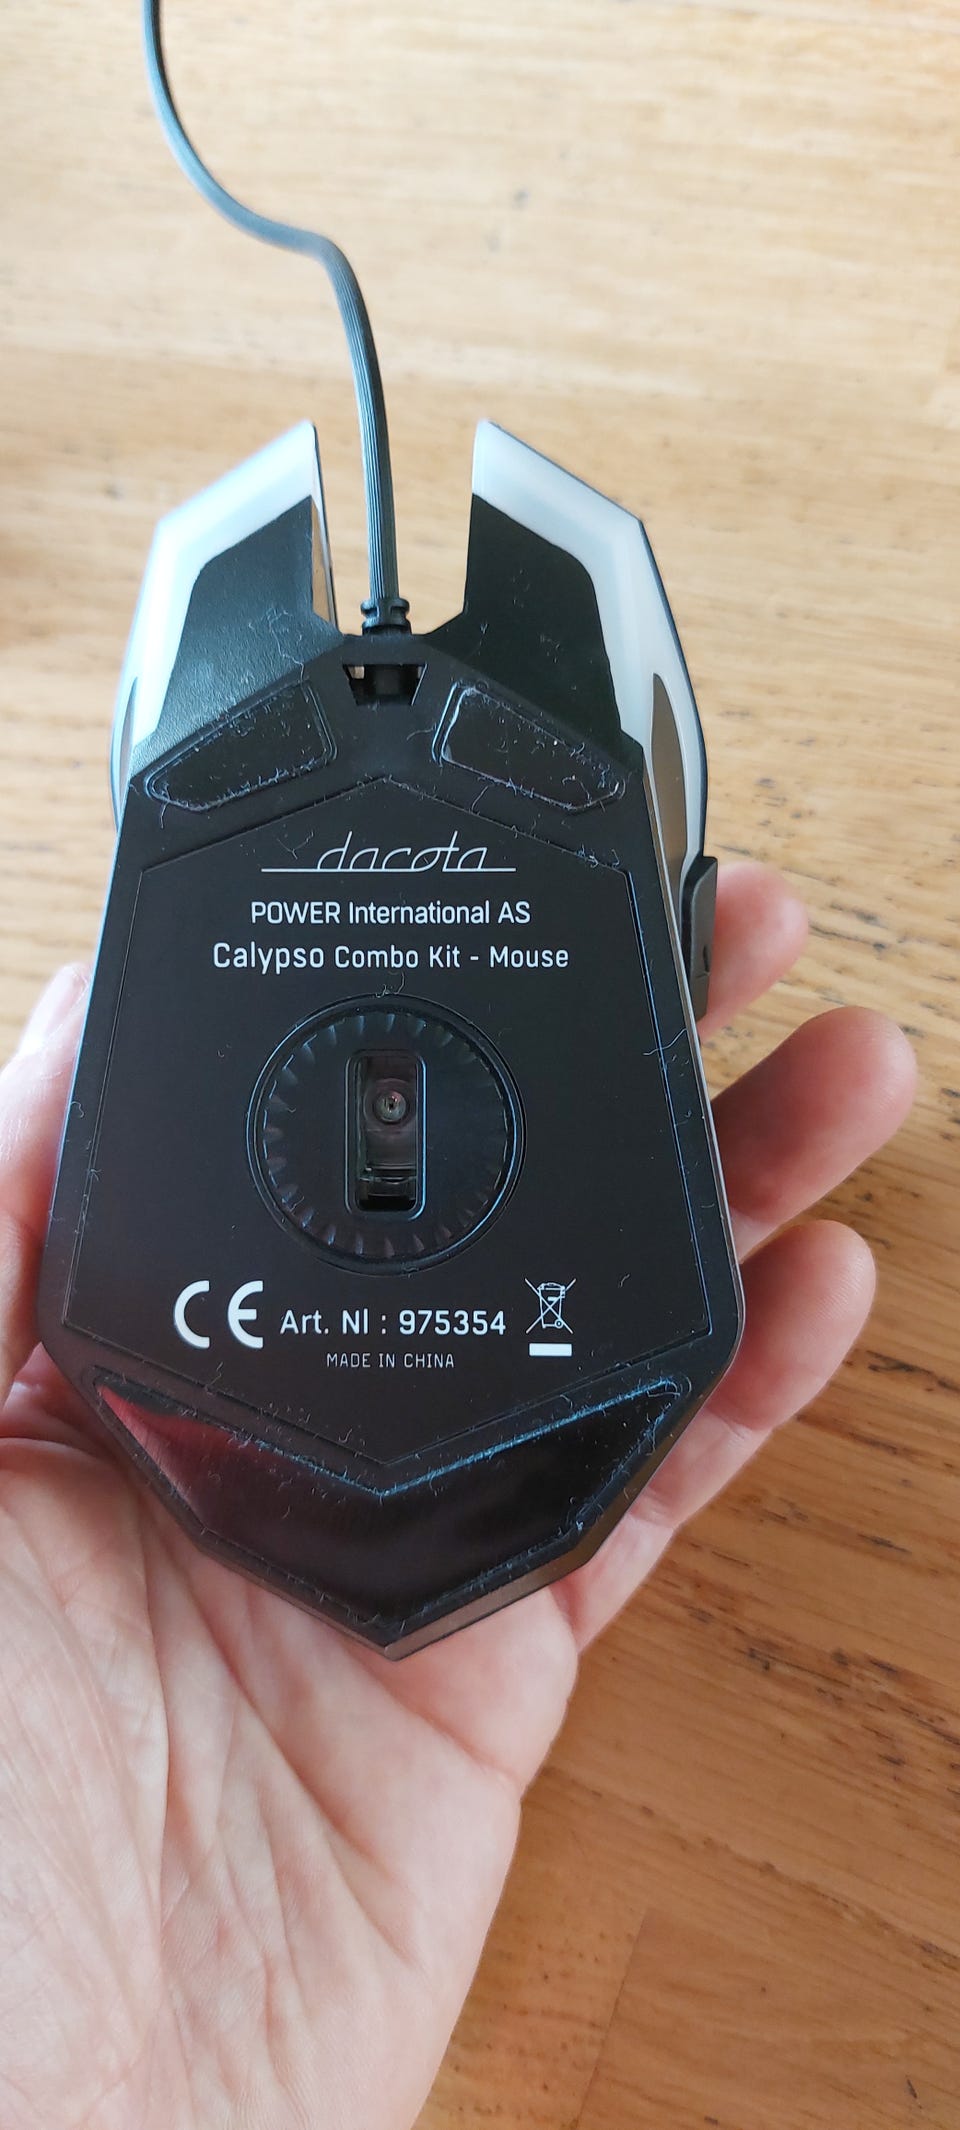 dacota
POWER International AS
Calypso Combo Kit - Mouse
CE Art. Nl : 975354
MADE IN CHINA